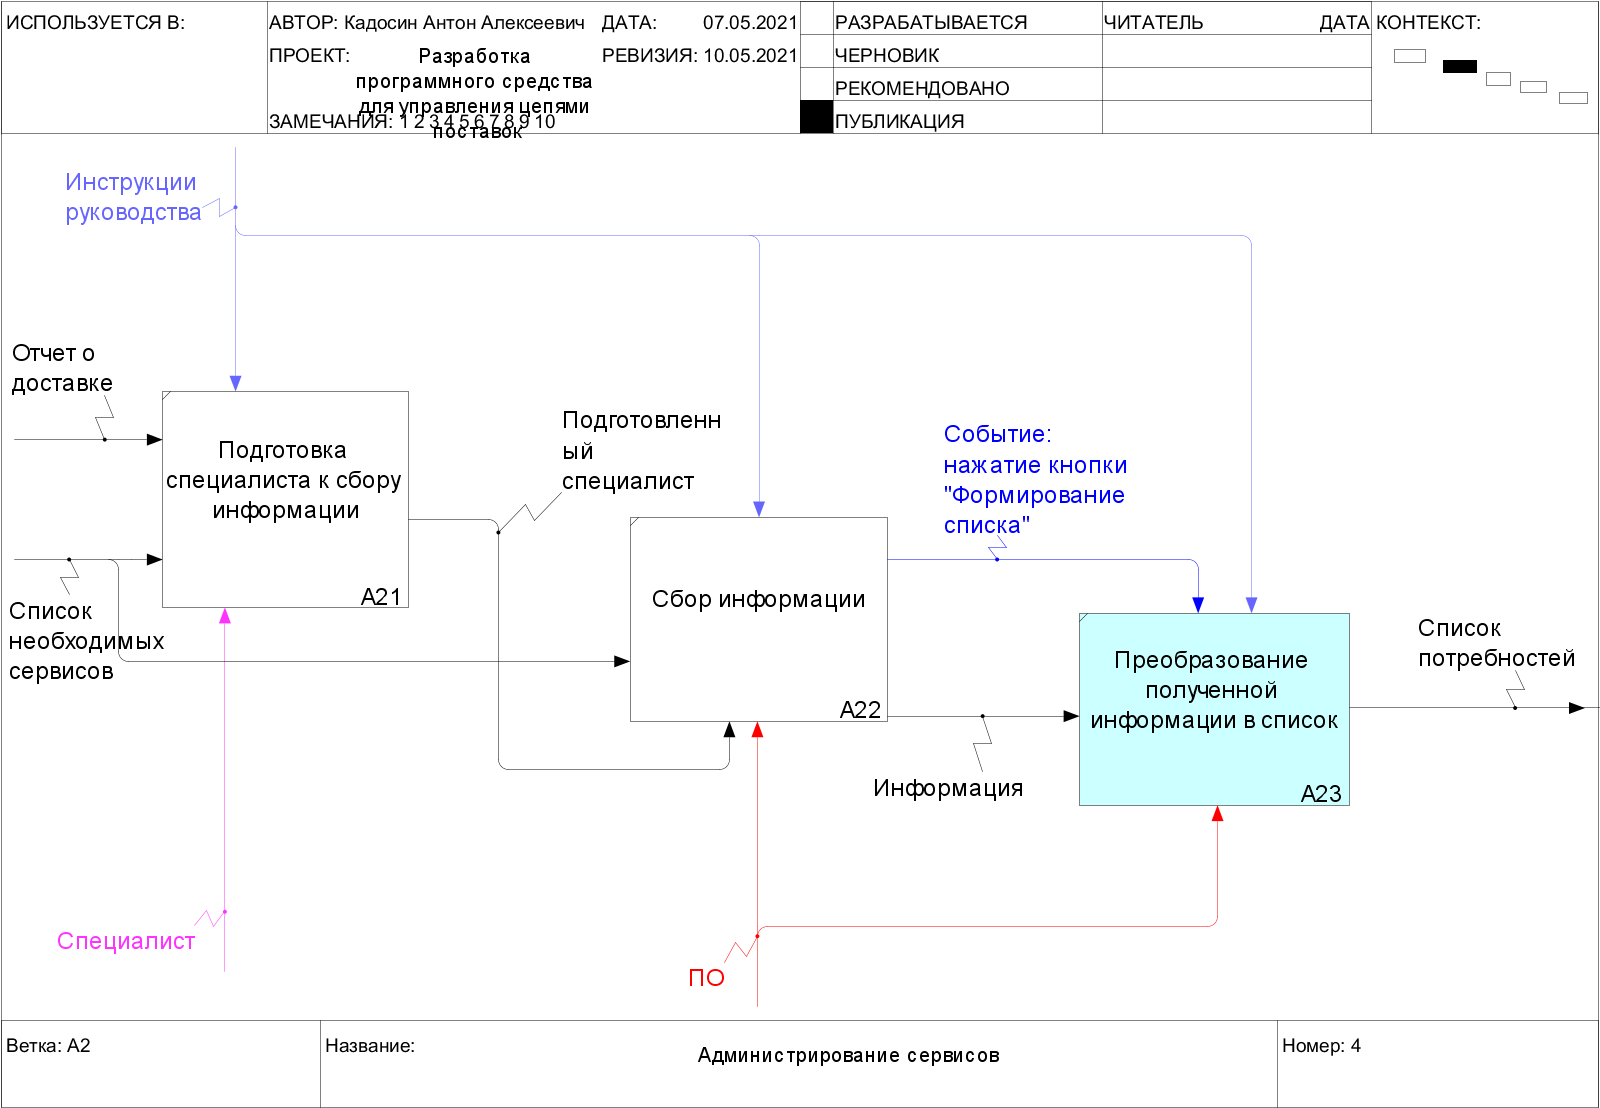 ИСПОЛЬЗУЕТСЯ В:
АВТОР: Кадосин Антон Алексеевич
ДАТА: 07.05.2021
ПРОЕКТ:
Разработка
программного средства
для управления цепями
поставок
РЕВИЗИЯ: 10.05.2021
ЗАМЕЧАНИЯ: 1 2 3 4 5 6 7 8 9 10
РАЗРАБАТЫВАЕТСЯ
ЧЕРНОВИК
РЕКОМЕНДОВАНО
ПУБЛИКАЦИЯ
ЧИТАТЕЛЬ
ДАТА
КОНТЕКСТ:
Инструкции
руководства
Отчет о
доставке
Подготовка
специалиста к сбору
информации
A21
Список
необходимых
сервисов
Подготовленн
ый
специалист
Сбор информации
A22
Событие:
нажатие кнопки
"Формирование
списка"
Информация
Преобразование
полученной
информации в список
A23
Список
потребностей
Специалист
ПО
Ветка: A2
Название:
Администрирование сервисов
Номер: 4